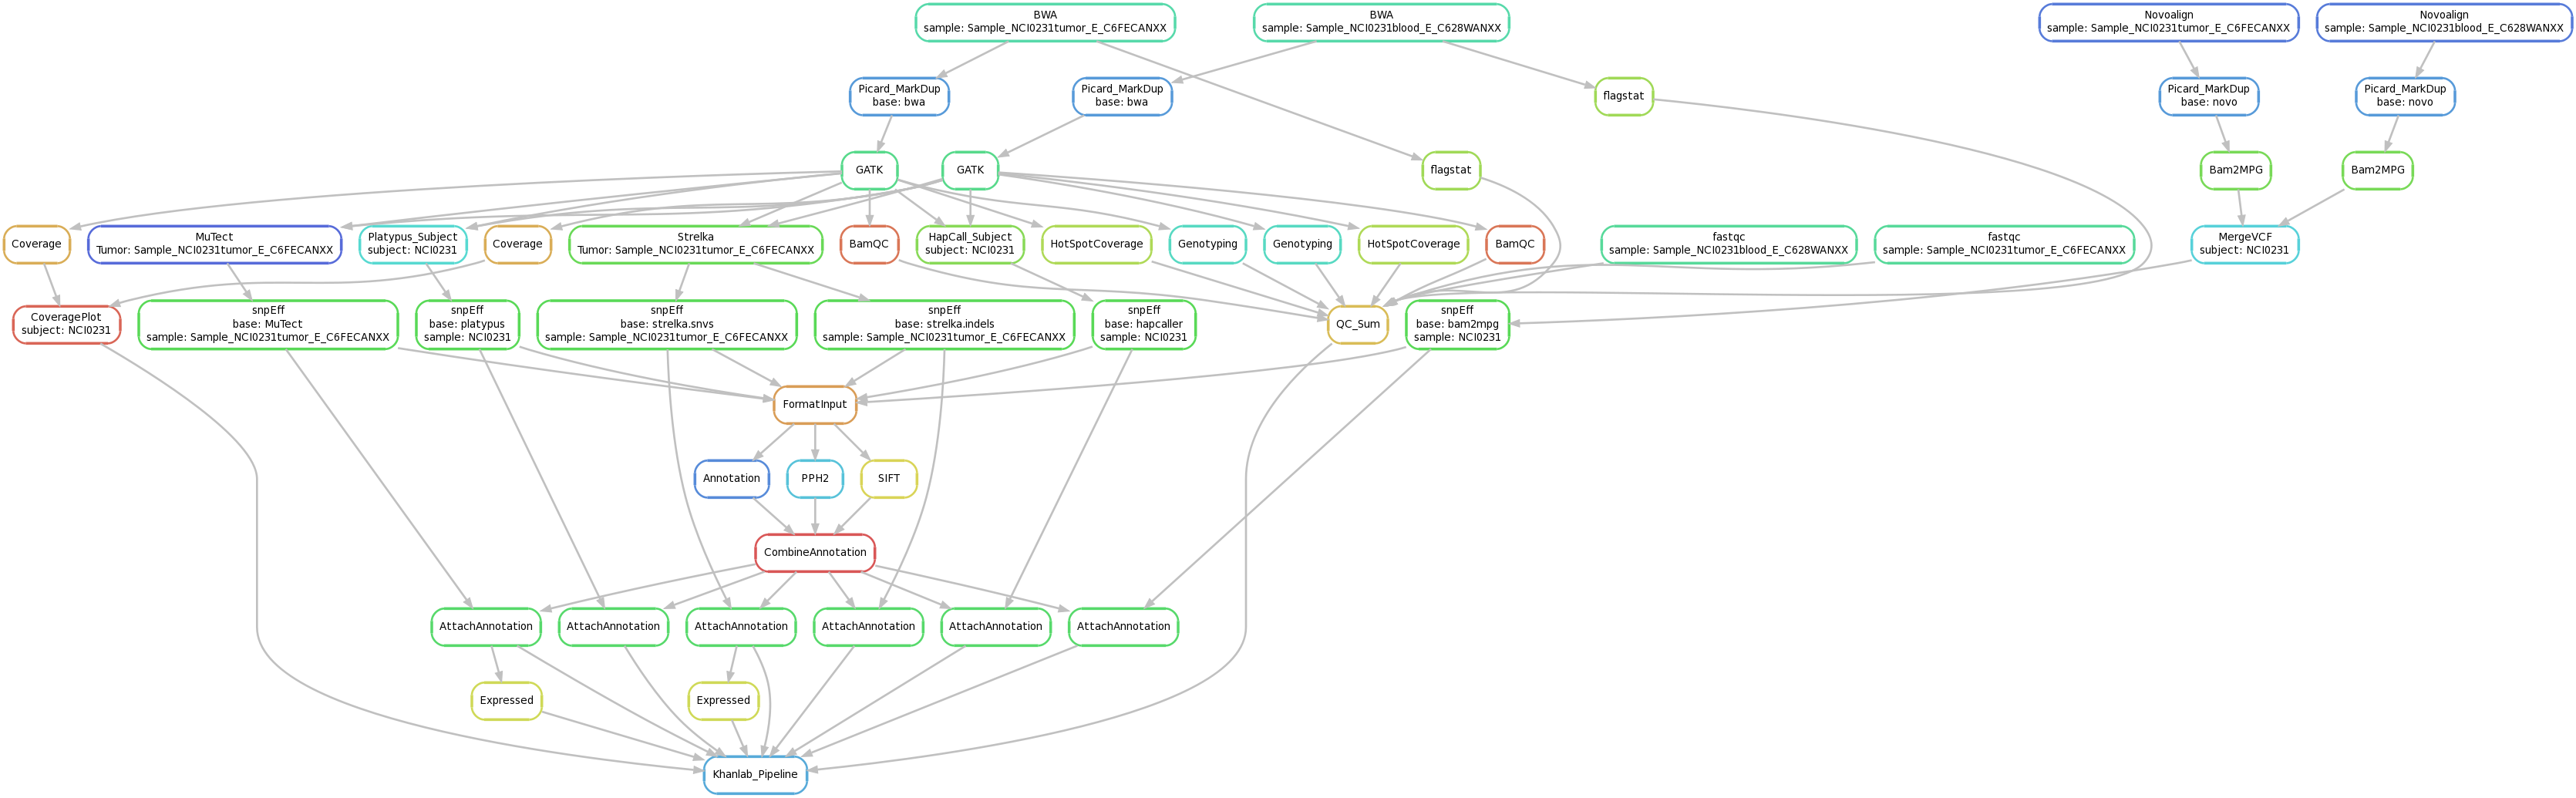 BWA
sample: Sample_NCI0231tumor_E_C6FECANXX
BWA
sample: Sample_NCI0231blood_E_C628WANXX
Novoalign
sample: Sample_NCI0231tumor_E_C6FECANXX
Novoalign
sample: Sample_NCI0231blood_E_C628WANXX
Picard_MarkDup
base: bwa
Picard_MarkDup
base: bwa
flagstat
Picard_MarkDup
base: novo
Picard_MarkDup
base: novo
GATK
GATK
flagstat
Bam2MPG
Bam2MPG
Coverage
MuTect
Tumor: Sample_NCI0231tumor_E_C6FECANXX
Platypus_Subject
subject: NCI0231
Coverage
Strelka
Tumor: Sample_NCI0231tumor_E_C6FECANXX
BamQC
HapCall_Subject
subject: NCI0231
HotSpotCoverage
Genotyping
Genotyping
HotSpotCoverage
BamQC
fastqc
sample: Sample_NCI0231blood_E_C628WANXX
fastqc
sample: Sample_NCI0231tumor_E_C6FECANXX
MergeVCF
subject: NCI0231
CoveragePlot
subject: NCI0231
snpEff
base: MuTect
sample: Sample_NCI0231tumor_E_C6FECANXX
snpEff
base: platypus
sample: NCI0231
snpEff
base: strelka.snvs
sample: Sample_NCI0231tumor_E_C6FECANXX
snpEff
base: strelka.indels
sample: Sample_NCI0231tumor_E_C6FECANXX
snpEff
base: hapcaller
sample: NCI0231
QC_Sum
snpEff
base: bam2mpg
sample: NCI0231
FormatInput
Annotation
PPH2
SIFT
CombineAnnotation
AttachAnnotation
AttachAnnotation
AttachAnnotation
AttachAnnotation
AttachAnnotation
AttachAnnotation
Expressed
Expressed
Khanlab_Pipeline